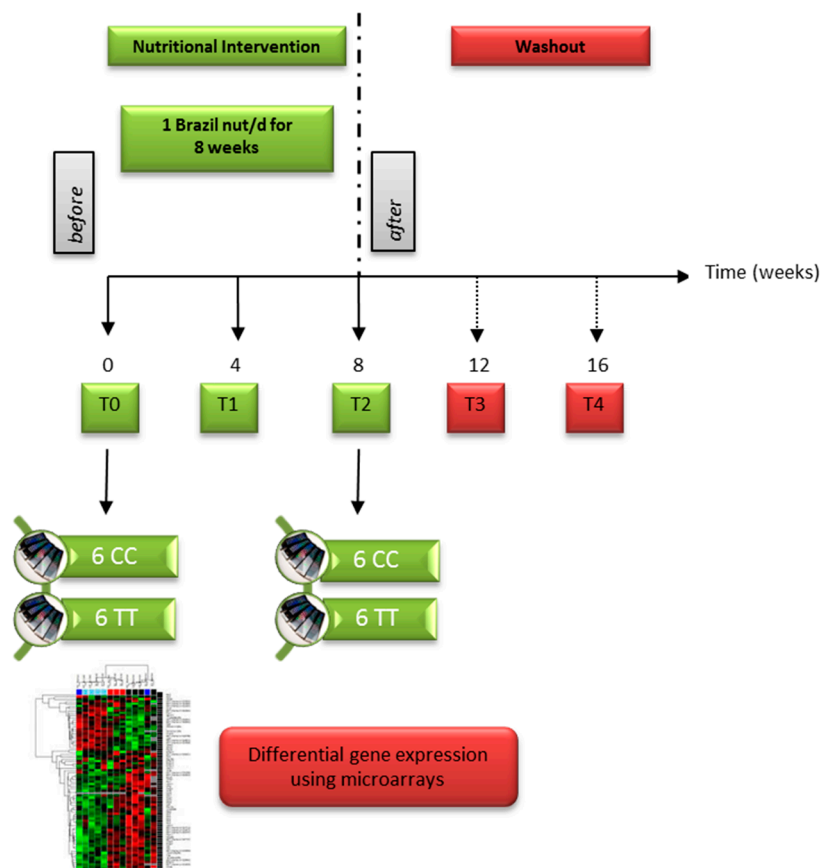 Nutritional Intervention
Washout
1 Brazil nut/d for
8 weeks
before
after
Time (weeks)
0
4
8
12
16
T0
T1
T2
T3
T4
6 CC
6 CC
6 TT
6 TT
Differential gene expression
using microarrays